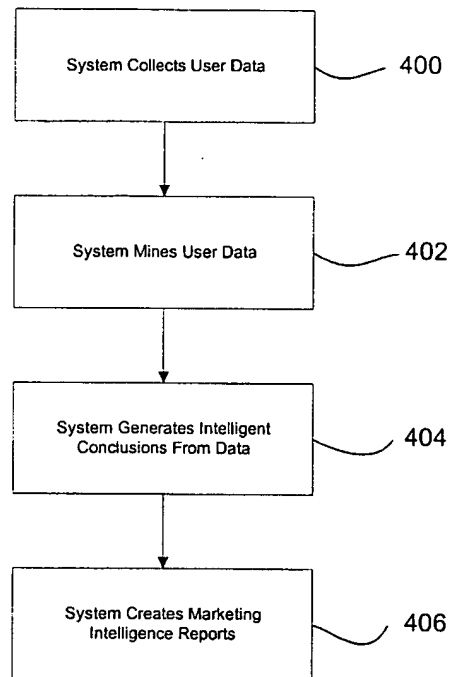 System Collects User Data
400
System Mines User Data
402
System Generates Intelligent
Conclusions From Data
404
System Creates Marketing
Intelligence Reports
406